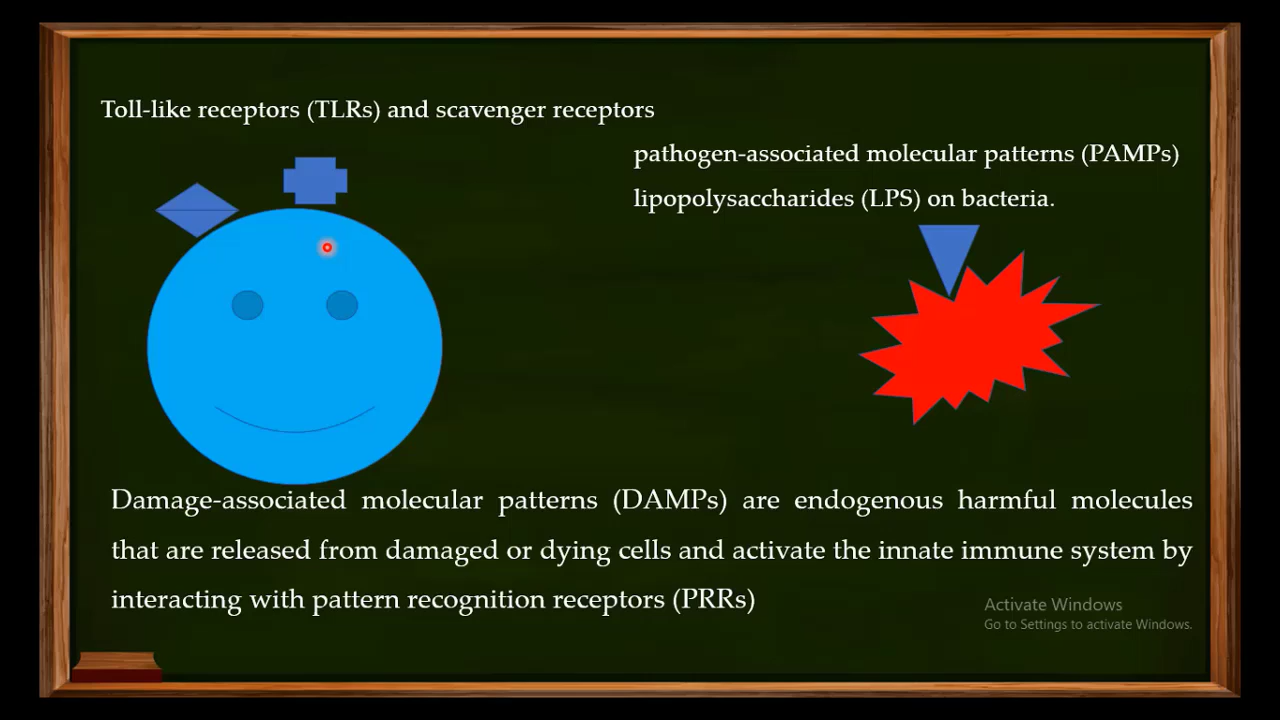 Toll-like receptors (TLRs) and scavenger receptors
pathogen-associated molecular patterns (PAMPs)
lipopolysaccharides (LPS) on bacteria.
Damage-associated molecular patterns (DAMPs) are endogenous harmful molecules
that are released from damaged or dying cells and activate the innate immune system by
interacting with pattern recognition receptors (PRRs)
Activate Windows
Go to Settings to activate Windows.